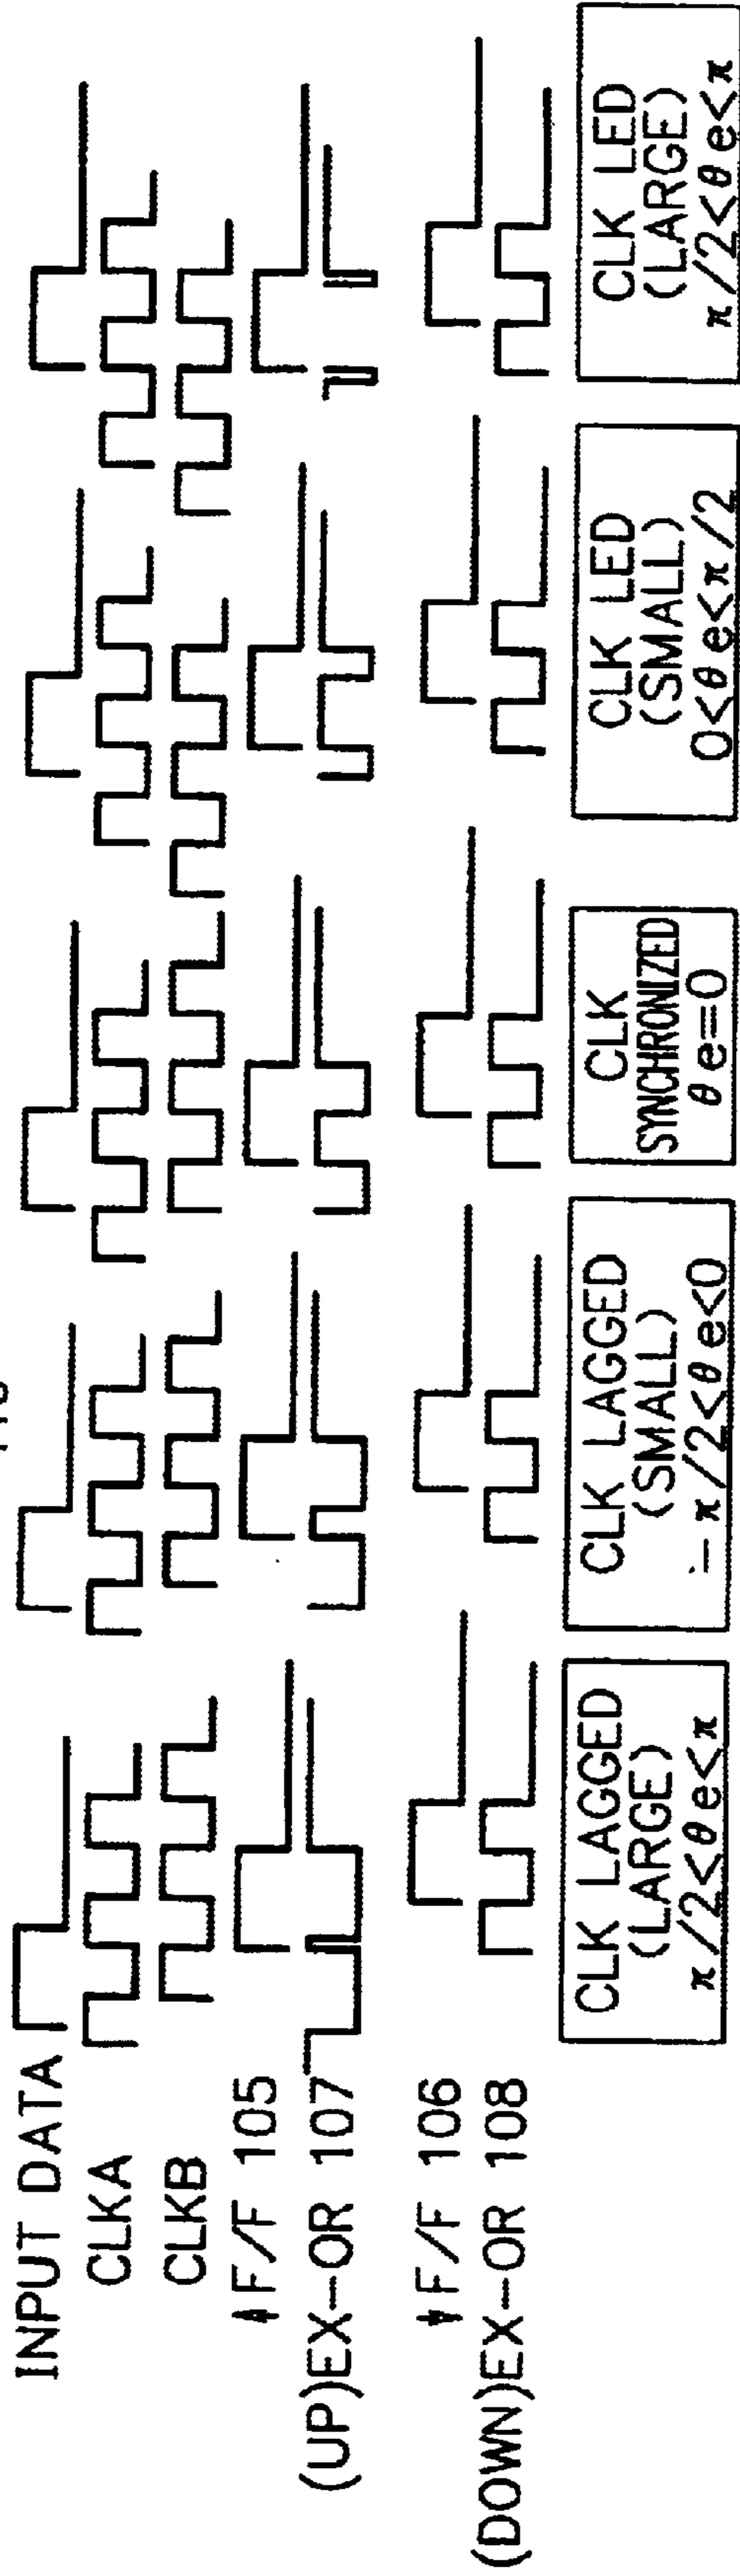 INPUT DATA
CLKA
CLKB
F/F 105
(UP)EX-OR 107
F/F 106
(DOWN)EX-OR 108
CLK LAGGED
(LARGE)
π/2<θe<π
CLK LAGGED
(SMALL)
-π/2<θe<0
CLK
SYNCHRONIZED
θe=0
CLK LED
(SMALL)
0<θe<π/2
CLK LED
(LARGE)
π/2<θe<π